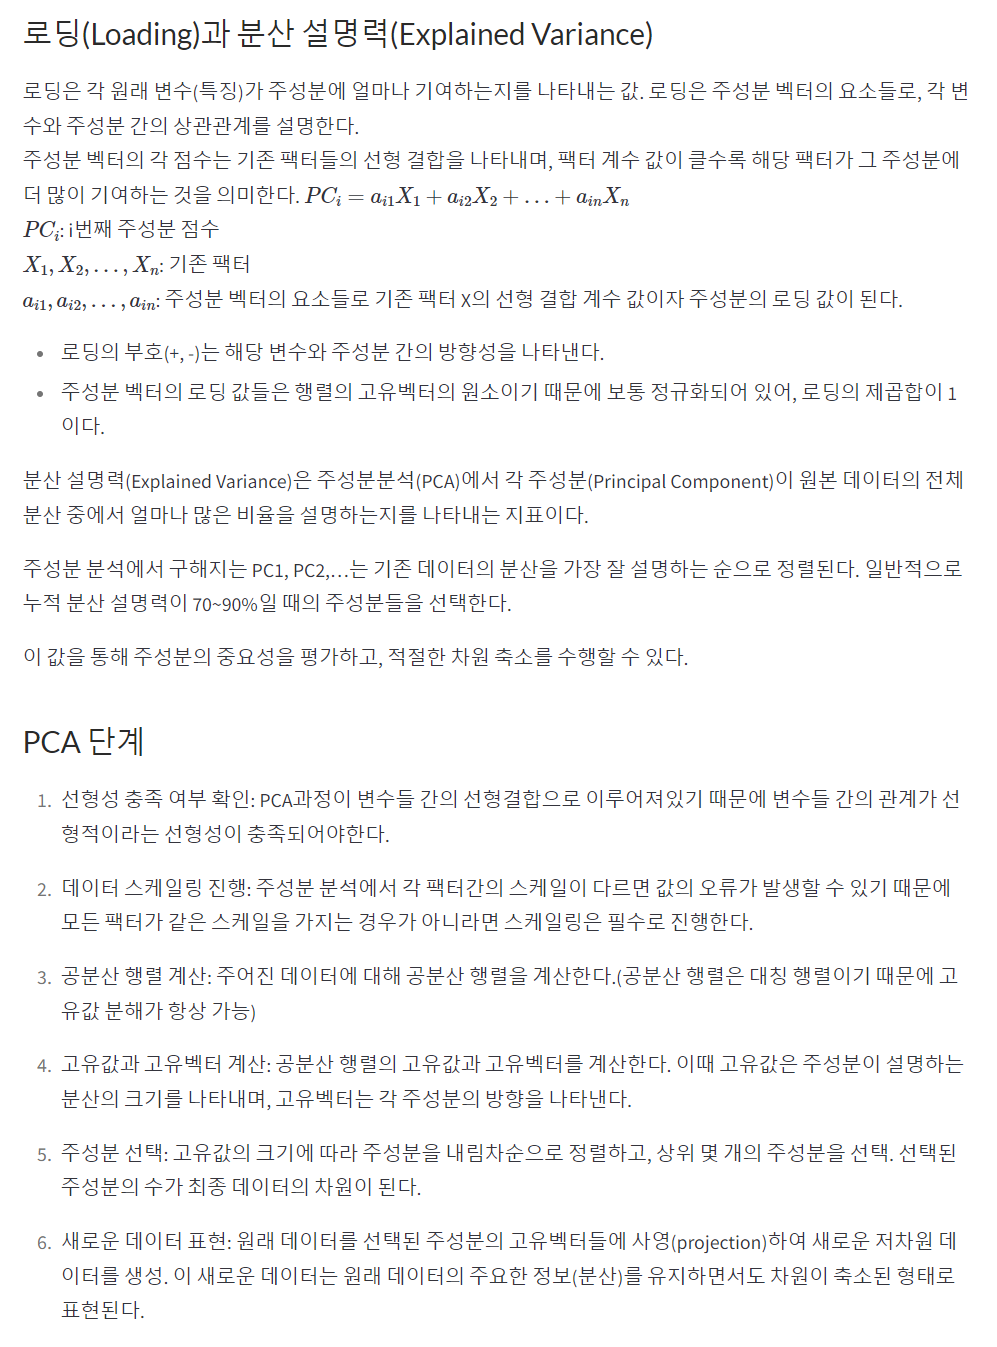 로딩(Loading)과 분산 설명력(Explained Variance)
로딩은 각 원래 변수(특징)가 주성분에 얼마나 기여하는지를 나타내는 값. 로딩은 주성분 벡터의 요소들로, 각 변
수와 주성분 간의 상관관계를 설명한다.
주성분 벡터의 각 점수는 기존 팩터들의 선형 결합을 나타내며, 팩터 계수 값이 클수록 해당 팩터가 그 주성분에
더 많이 기여하는 것을 의미한다. $PC_i = a_{i1}X_1 + a_{i2}X_2 + \ldots + a_{in}X_n$
$PC_i$: i번째 주성분 점수
$X_1, X_2, \ldots, X_n$: 기존 팩터
$a_{i1}, a_{i2}, \ldots, a_{in}$: 주성분 벡터의 요소들로 기존 팩터 X의 선형 결합 계수 값이자 주성분의 로딩 값이 된다.
• 로딩의 부호(+, -)는 해당 변수와 주성분 간의 방향성을 나타낸다.
• 주성분 벡터의 로딩 값들은 행렬의 고유벡터의 원소이기 때문에 보통 정규화되어 있어, 로딩의 제곱합이 1
이다.
분산 설명력(Explained Variance)은 주성분분석(PCA)에서 각 주성분(Principal Component)이 원본 데이터의 전체
분산 중에서 얼마나 많은 비율을 설명하는지를 나타내는 지표이다.
주성분 분석에서 구해지는 PC1, PC2,…는 기존 데이터의 분산을 가장 잘 설명하는 순으로 정렬된다. 일반적으로
누적 분산 설명력이 70~90%일 때의 주성분들을 선택한다.
이 값을 통해 주성분의 중요성을 평가하고, 적절한 차원 축소를 수행할 수 있다.
PCA 단계
1. 선형성 충족 여부 확인: PCA과정이 변수들 간의 선형결합으로 이루어져있기 때문에 변수들 간의 관계가 선
형적이라는 선형성이 충족되어야한다.
2. 데이터 스케일링 진행: 주성분 분석에서 각 팩터간의 스케일이 다르면 값의 오류가 발생할 수 있기 때문에
모든 팩터가 같은 스케일을 가지는 경우가 아니라면 스케일링은 필수로 진행한다.
3. 공분산 행렬 계산: 주어진 데이터에 대해 공분산 행렬을 계산한다.(공분산 행렬은 대칭 행렬이기 때문에 고
유값 분해가 항상 가능)
4. 고유값과 고유벡터 계산: 공분산 행렬의 고유값과 고유벡터를 계산한다. 이때 고유값은 주성분이 설명하는
분산의 크기를 나타내며, 고유벡터는 각 주성분의 방향을 나타낸다.
5. 주성분 선택: 고유값의 크기에 따라 주성분을 내림차순으로 정렬하고, 상위 몇 개의 주성분을 선택. 선택된
주성분의 수가 최종 데이터의 차원이 된다.
6. 새로운 데이터 표현: 원래 데이터를 선택된 주성분의 고유벡터들에 사영(projection)하여 새로운 저차원 데
이터를 생성. 이 새로운 데이터는 원래 데이터의 주요한 정보(분산)를 유지하면서도 차원이 축소된 형태로
표현된다.